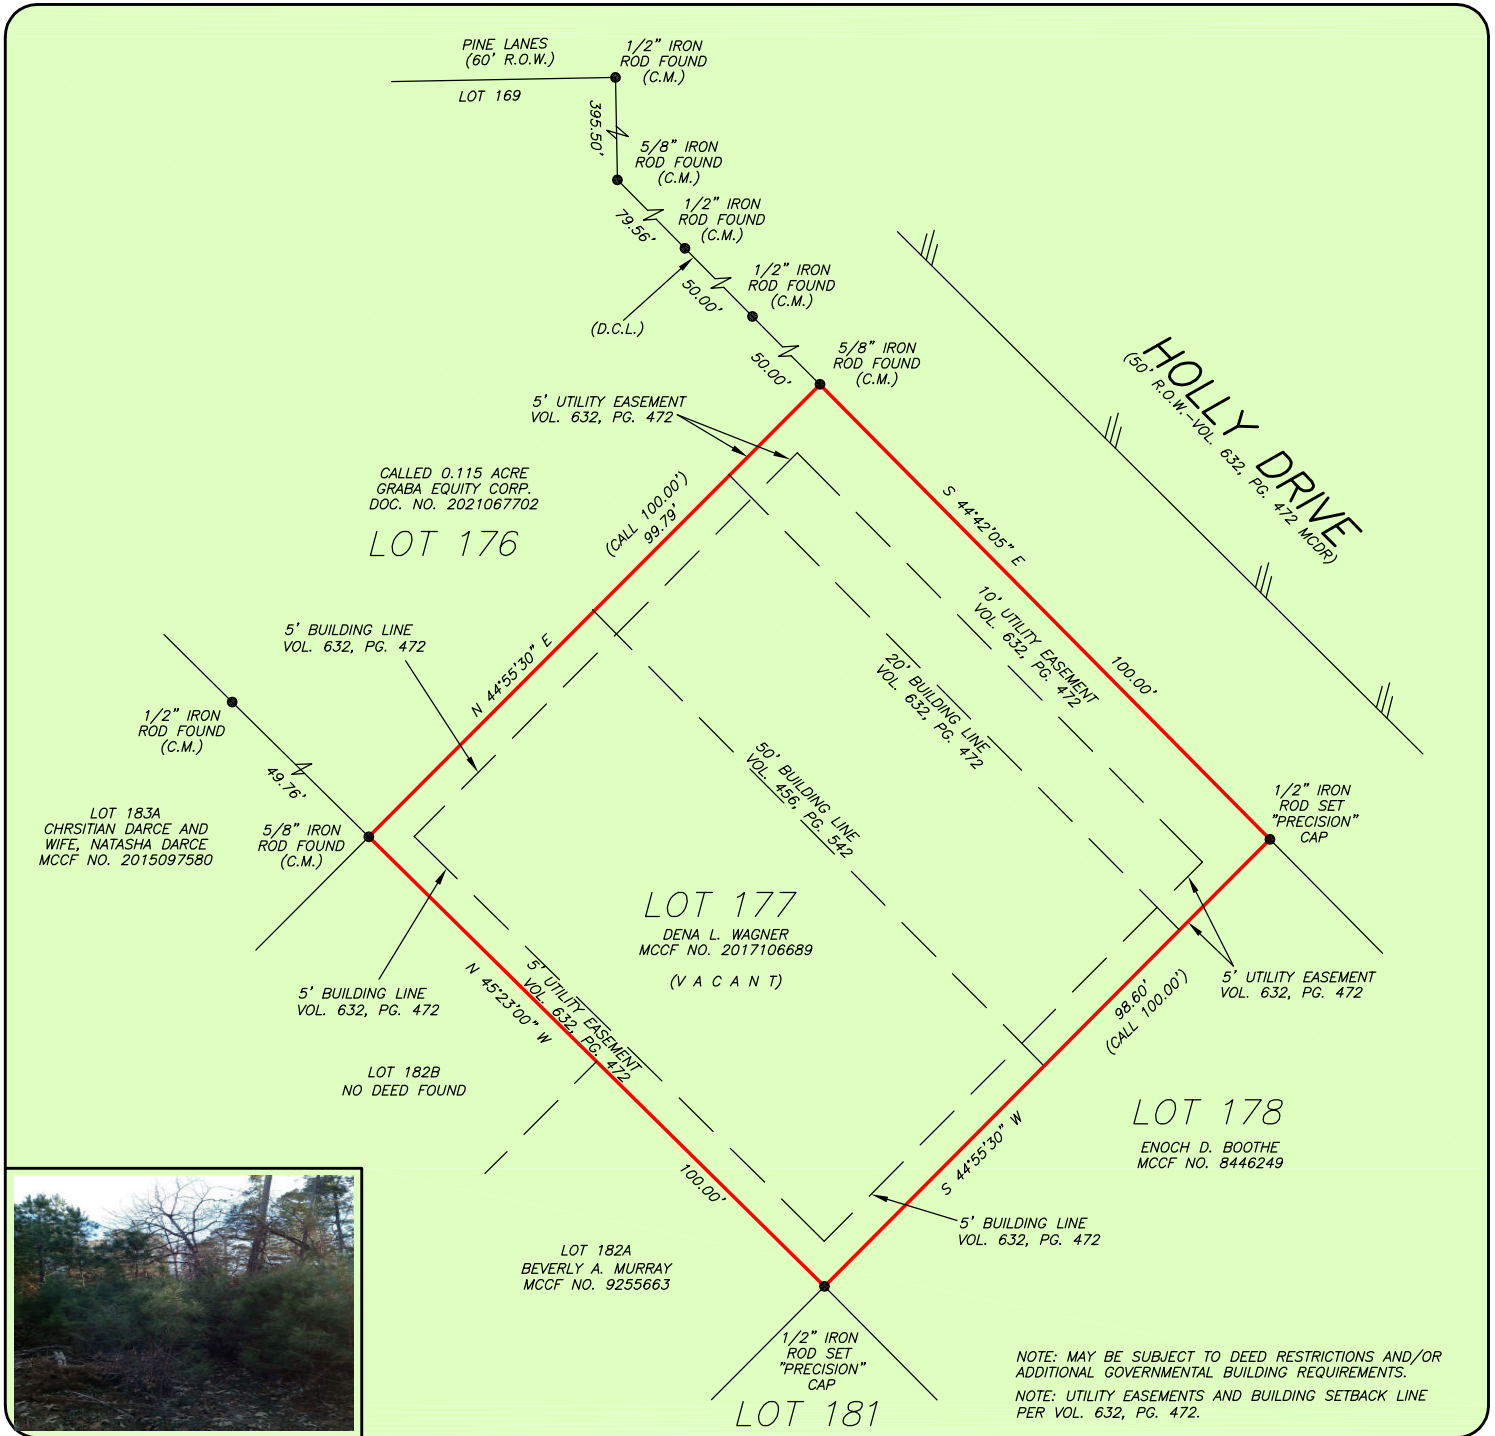 PINE LANES
(60' R.O.W.)
LOT 169
1/2" IRON
ROD FOUND
(C.M.)
395.50'
5/8" IRON
ROD FOUND
(C.M.)
79.56'
1/2" IRON
ROD FOUND
(C.M.)
50.00'
(D.C.L.)
1/2" IRON
ROD FOUND
(C.M.)
50.00'
5/8" IRON
ROD FOUND
(C.M.)
HOLLY DRIVE
(50' R.O.W.-VOL. 632, PG. 472 MCDR)
5' UTILITY EASEMENT
VOL. 632, PG. 472
CALLED 0.115 ACRE
GRABA EQUITY CORP.
DOC. NO. 2021067702
LOT 176
(CALL 100.00')
99.79'
N 44°55'30" E
S 44°42'05" E
100.00'
10' UTILITY EASEMENT
VOL. 632, PG. 472
20' BUILDING LINE
VOL. 632, PG. 472
50' BUILDING LINE
VOL. 456, PG. 542
5' BUILDING LINE
VOL. 632, PG. 472
1/2" IRON
ROD FOUND
(C.M.)
49.76'
LOT 183A
CHRSITIAN DARCE AND
WIFE, NATASHA DARCE
MCCF NO. 2015097580
5/8" IRON
ROD FOUND
(C.M.)
1/2" IRON
ROD SET
"PRECISION"
CAP
LOT 177
DENA L. WAGNER
MCCF NO. 2017106689
(V A C A N T)
5' BUILDING LINE
VOL. 632, PG. 472
N 45°23'00" W
100.00'
5' UTILITY EASEMENT
VOL. 632, PG. 472
5' UTILITY EASEMENT
VOL. 632, PG. 472
98.60'
(CALL 100.00')
S 44°55'30" W
LOT 182B
NO DEED FOUND
LOT 178
ENOCH D. BOOTHE
MCCF NO. 8446249
5' BUILDING LINE
VOL. 632, PG. 472
LOT 182A
BEVERLY A. MURRAY
MCCF NO. 9255663
1/2" IRON
ROD SET
"PRECISION"
CAP
LOT 181
NOTE: MAY BE SUBJECT TO DEED RESTRICTIONS AND/OR
ADDITIONAL GOVERNMENTAL BUILDING REQUIREMENTS.
NOTE: UTILITY EASEMENTS AND BUILDING SETBACK LINE
PER VOL. 632, PG. 472.